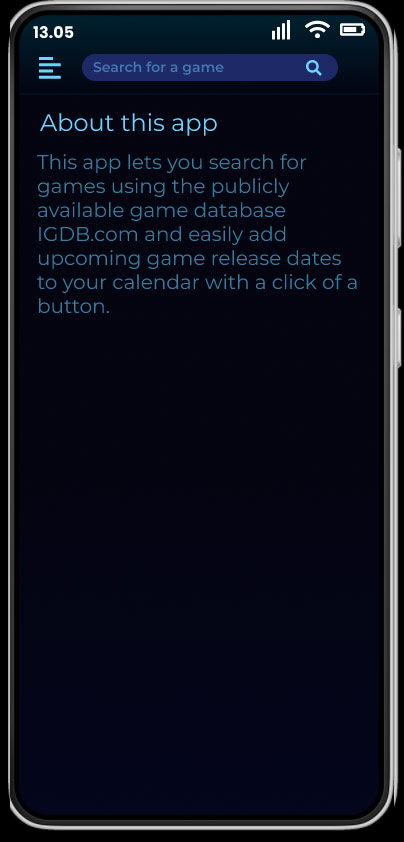 13.05
Search for a game
About this app
This app lets you search for
games using the publicly
available game database
IGDB.com and easily add
upcoming game release dates
to your calendar with a click of a
button.